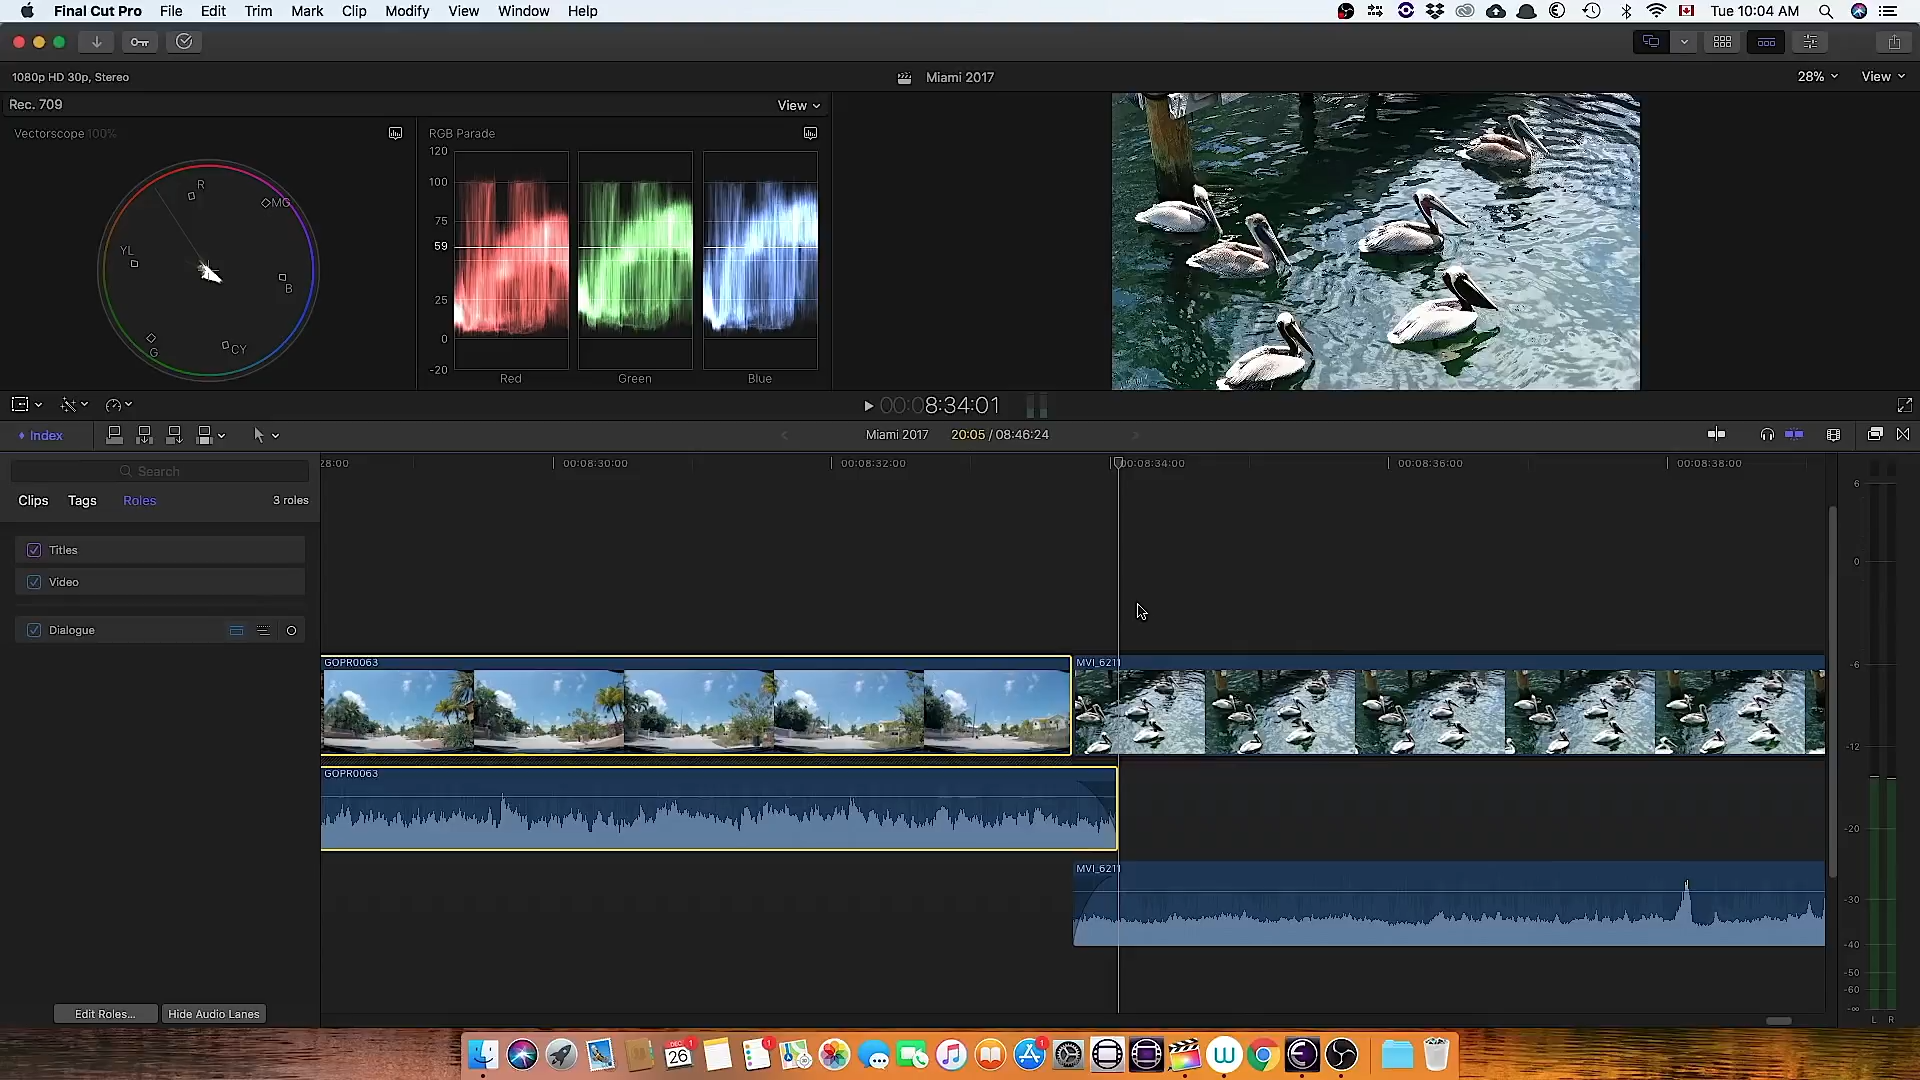 Final Cut Pro File Edit Trim Mark Clip Modify View Window Help Tue 10:04 AM
1080p HD 30p, Stereo Miami 2017 28% View
Rec. 709 View
Vectorscope 100% RGB Parade
120
100
75
59
25
0
-20
R
MG
YL
B
G
CY
Red Green Blue
00:08:34:01
Index Miami 2017 20:05 / 08:46:24
Search
28:00 00:08:30:00 00:08:32:00 00:08:34:00 00:08:36:00 00:08:38:00
Clips Tags Roles 3 roles
Titles
Video
Dialogue
GOPR0063 MVI_6211
GOPR0063
MVI_6211
6
0
-6
-12
-20
-30
-40
-50
-60
-∞
L R
Edit Roles... Hide Audio Lanes
DEC 26
1
1
1